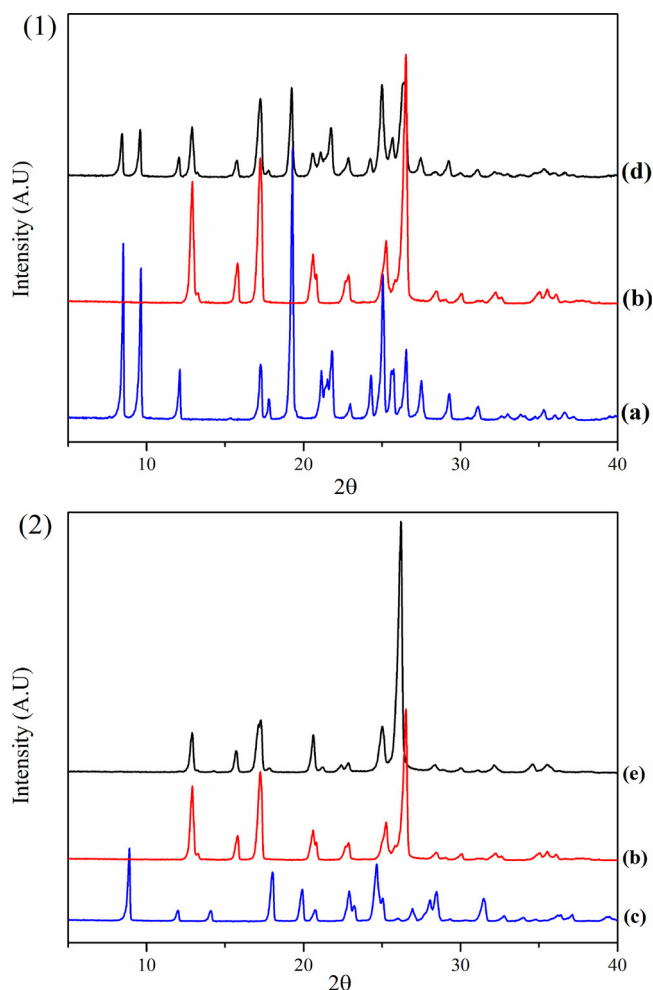 (1)
Intensity (A.U)
(d)
(b)
(a)
10 20 30 40
2θ
(2)
Intensity (A.U)
(e)
(b)
(c)
10 20 30 40
2θ